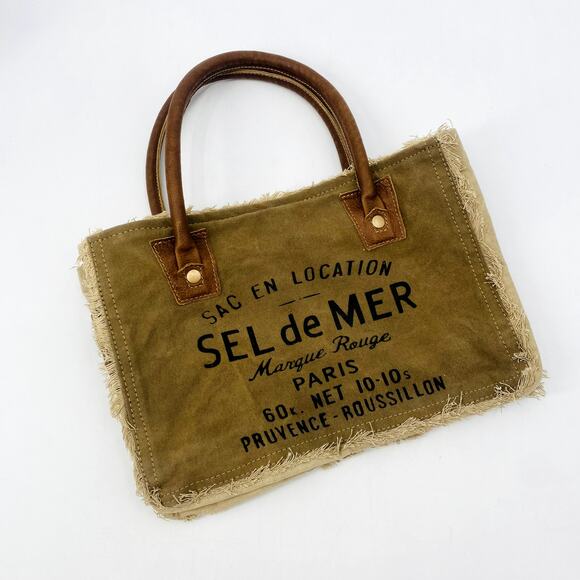 SAC EN LOCATION
SEL de MER
Marque Rouge
PARIS
60K. NET 10-10s
PRUVENCE-ROUSSILLON